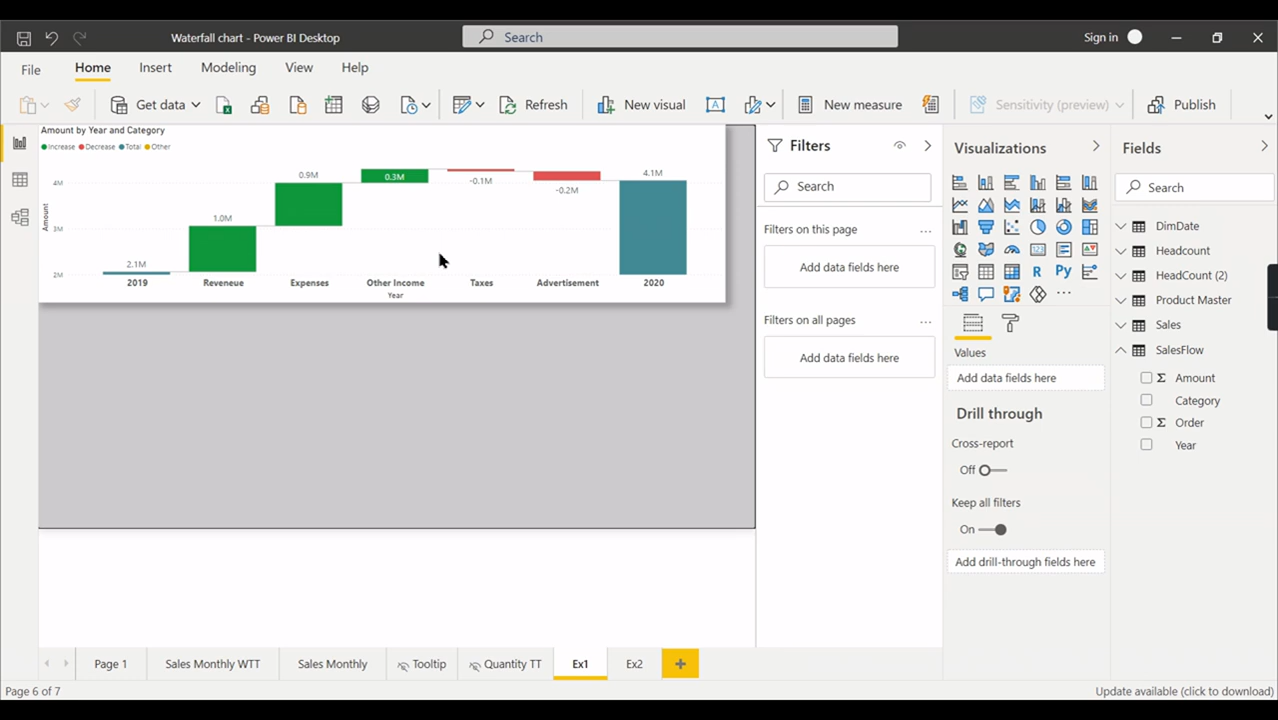 Waterfall chart - Power BI Desktop
Search
Sign in
File
Home
Insert
Modeling
View
Help
Get data
Refresh
New visual
New measure
Sensitivity (preview)
Publish
Amount by Year and Category
Increase Decrease Total Other
Amount
4M
3M
2M
2.1M
1.0M
0.9M
0.3M
-0.1M
-0.2M
4.1M
2019
Reveneue
Expenses
Other Income
Taxes
Advertisement
2020
Year
Filters
Search
Filters on this page
...
Add data fields here
Filters on all pages
...
Add data fields here
Visualizations
R
Py
...
Values
Add data fields here
Drill through
Cross-report
Off
Keep all filters
On
Add drill-through fields here
Fields
Search
DimDate
Headcount
HeadCount (2)
Product Master
Sales
SalesFlow
Σ Amount
Category
Σ Order
Year
Page 1
Sales Monthly WTT
Sales Monthly
Tooltip
Quantity TT
Ex1
Ex2
+
Page 6 of 7
Update available (click to download)